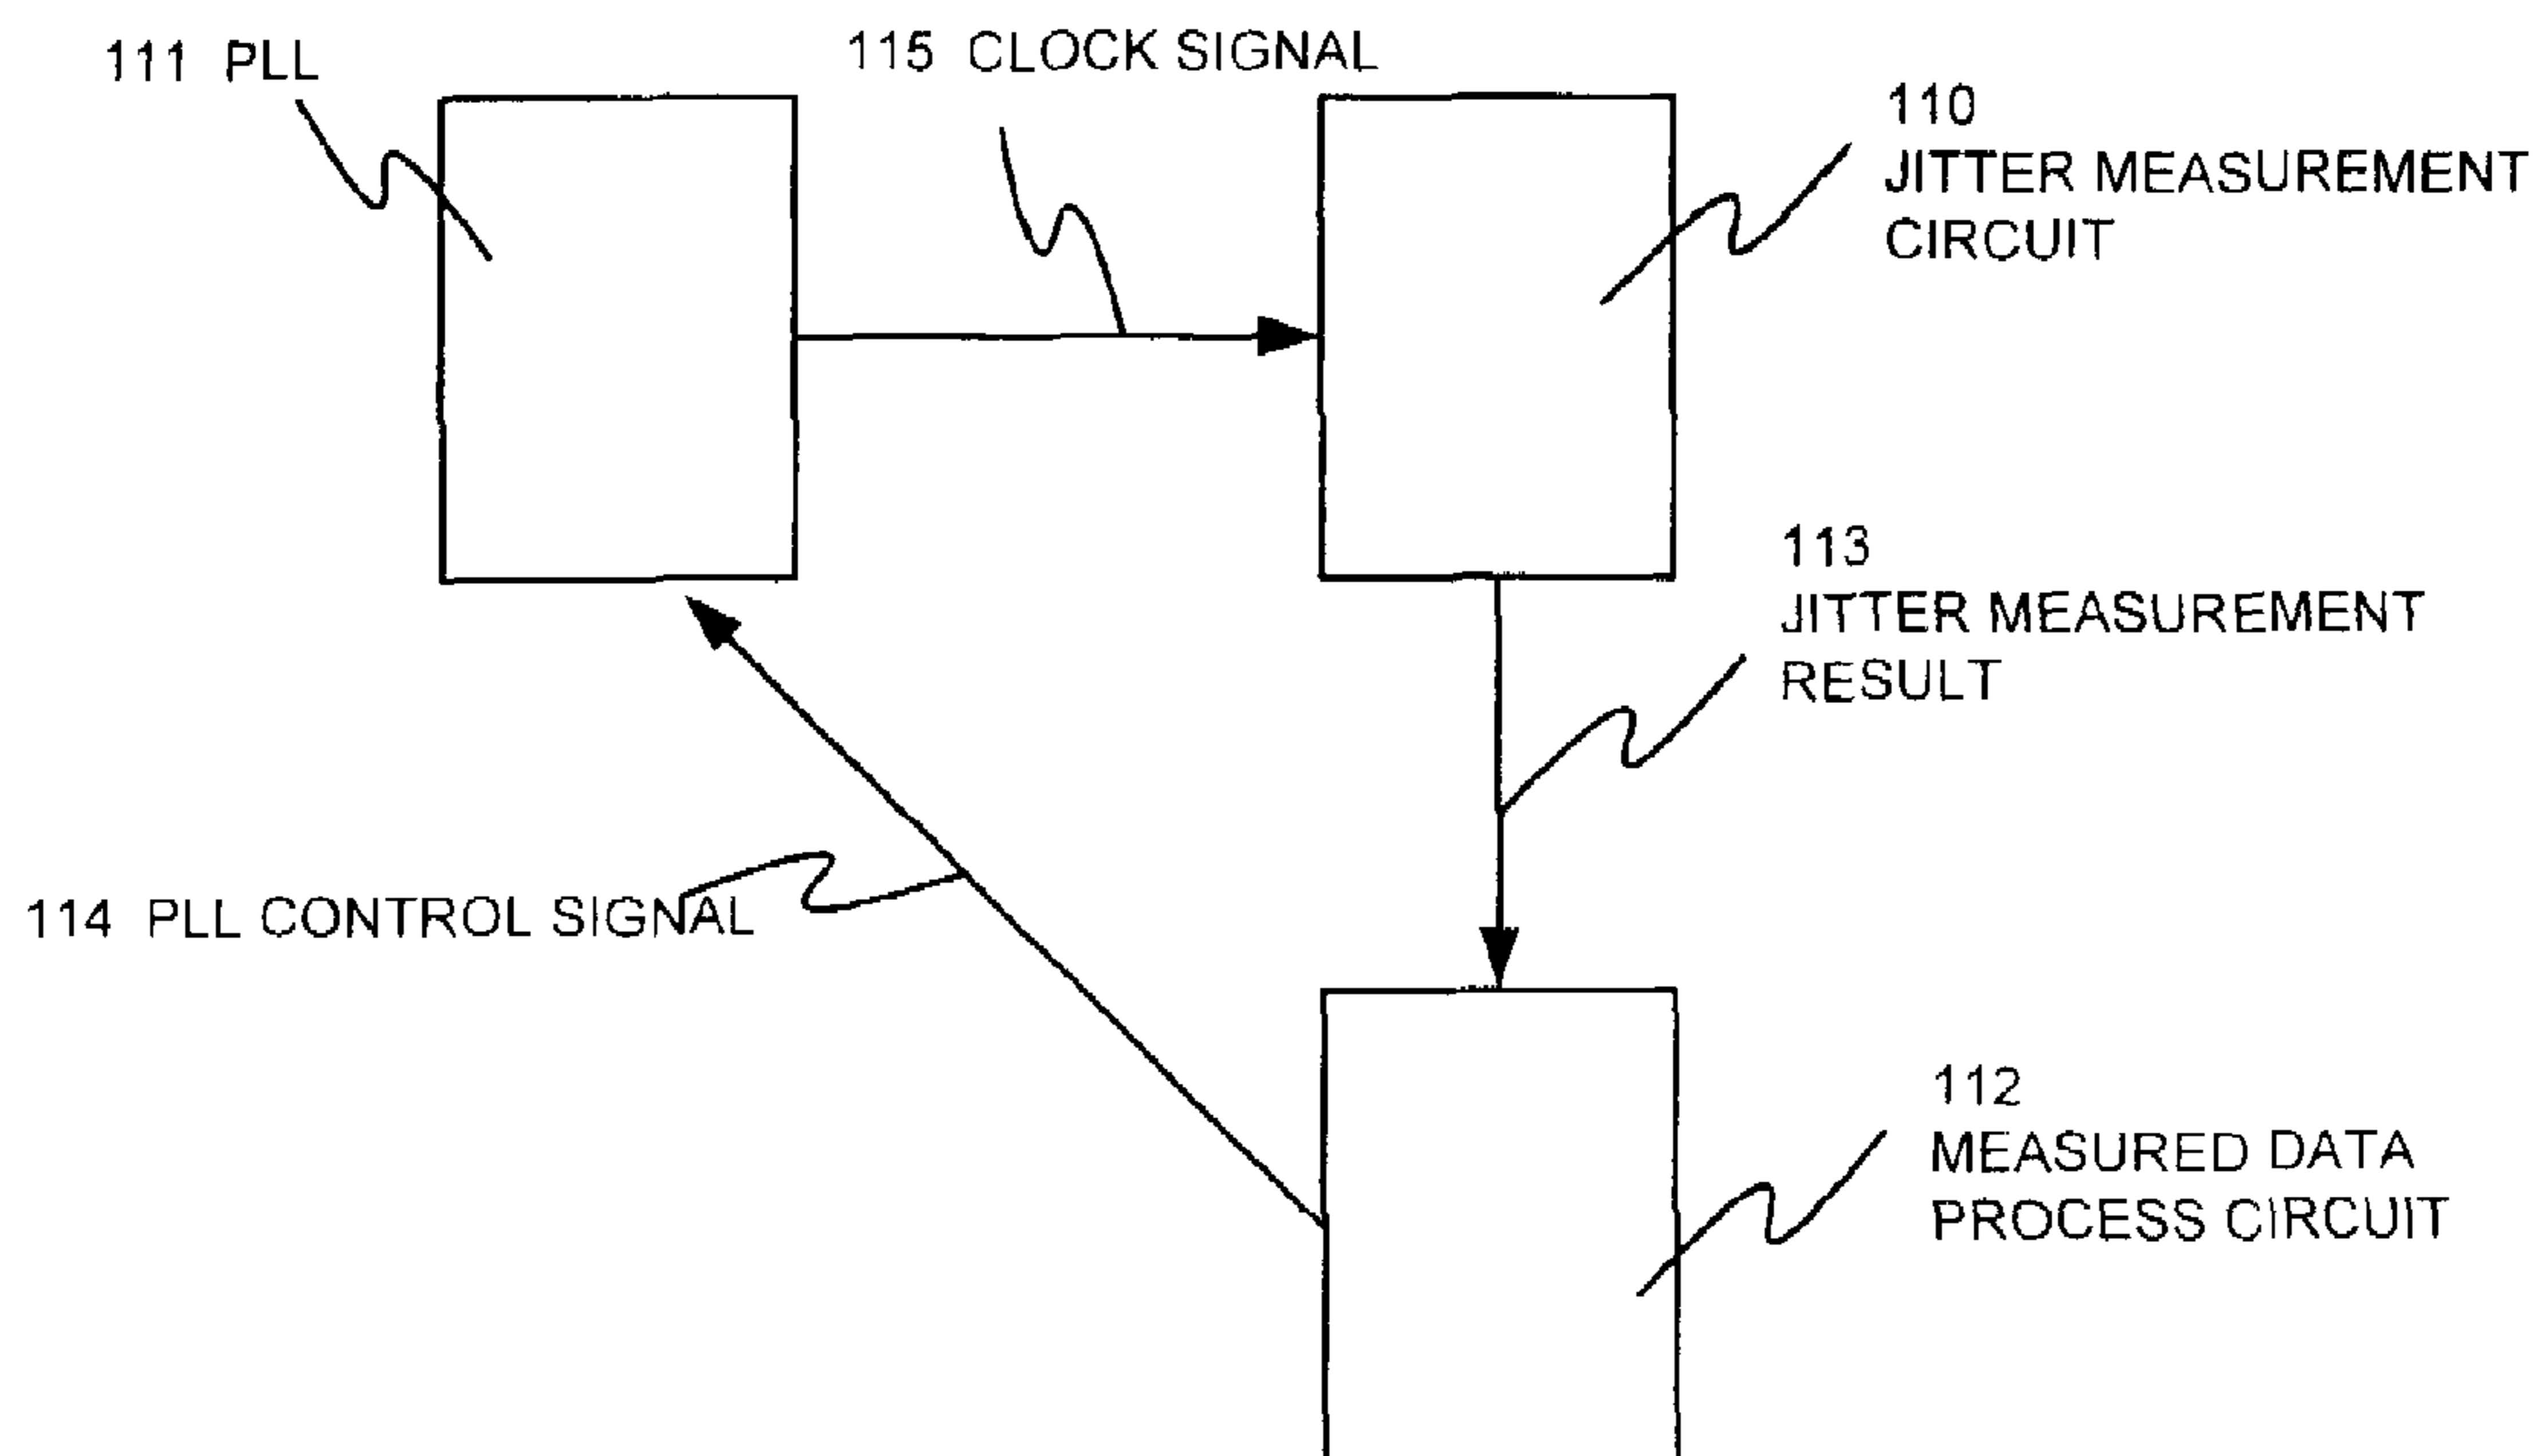 111 PLL
115 CLOCK SIGNAL
110
JITTER MEASUREMENT
CIRCUIT
113
JITTER MEASUREMENT
RESULT
114 PLL CONTROL SIGNAL
112
MEASURED DATA
PROCESS CIRCUIT